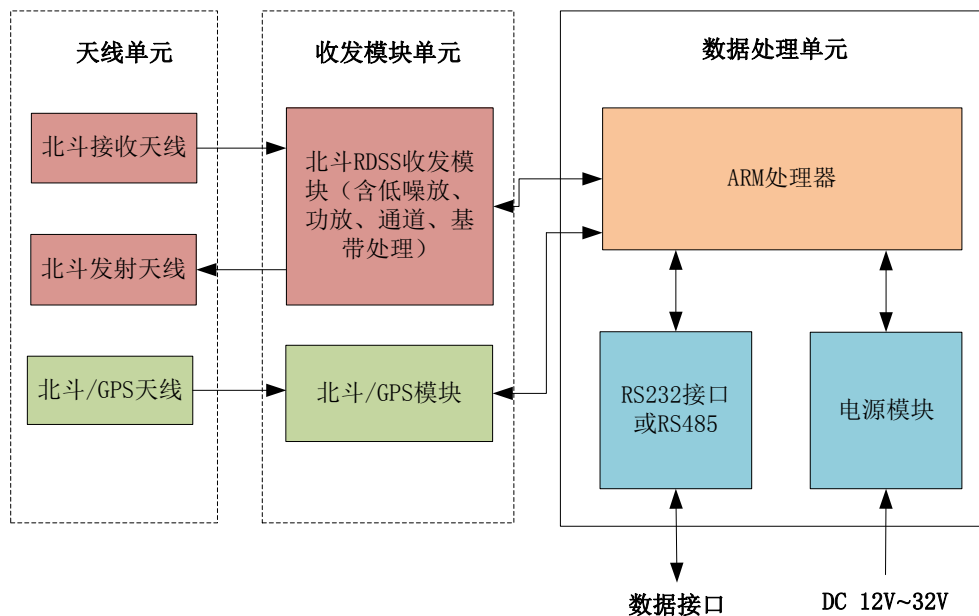 天线单元
北斗接收天线
北斗发射天线
北斗/GPS天线
收发模块单元
北斗RDSS收发模
块（含低噪放、
功放、通道、基
带处理）
北斗/GPS模块
数据处理单元
ARM处理器
RS232接口
或RS485
电源模块
数据接口
DC 12V~32V